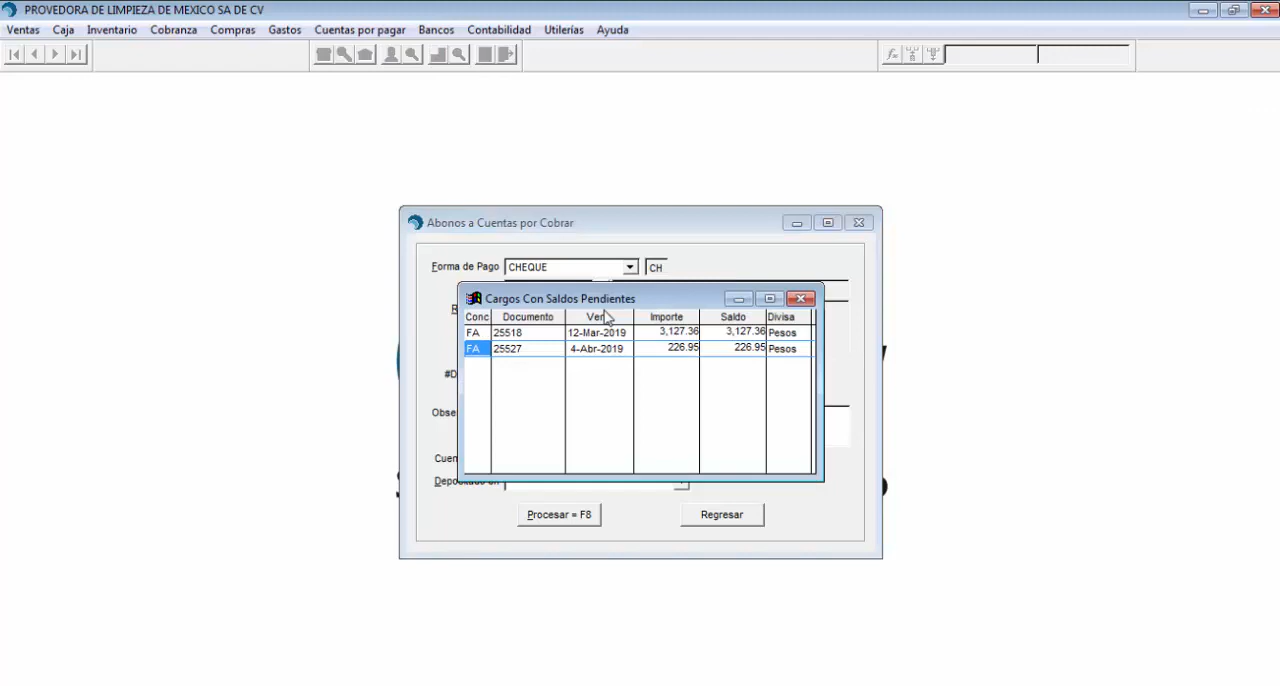 PROVEDORA DE LIMPIEZA DE MEXICO SA DE CV
Ventas Caja Inventario Cobranza Compras Gastos Cuentas por pagar Bancos Contabilidad Utilerías Ayuda
Abonos a Cuentas por Cobrar
Forma de Pago CHEQUE CH
Cargos Con Saldos Pendientes
Conc Documento Ven Importe Saldo Divisa
FA 25518 12-Mar-2019 3,127.36 3,127.36 Pesos
FA 25527 4-Abr-2019 226.95 226.95 Pesos
#D
Obse
Cuen
Procesar = F8 Regresar